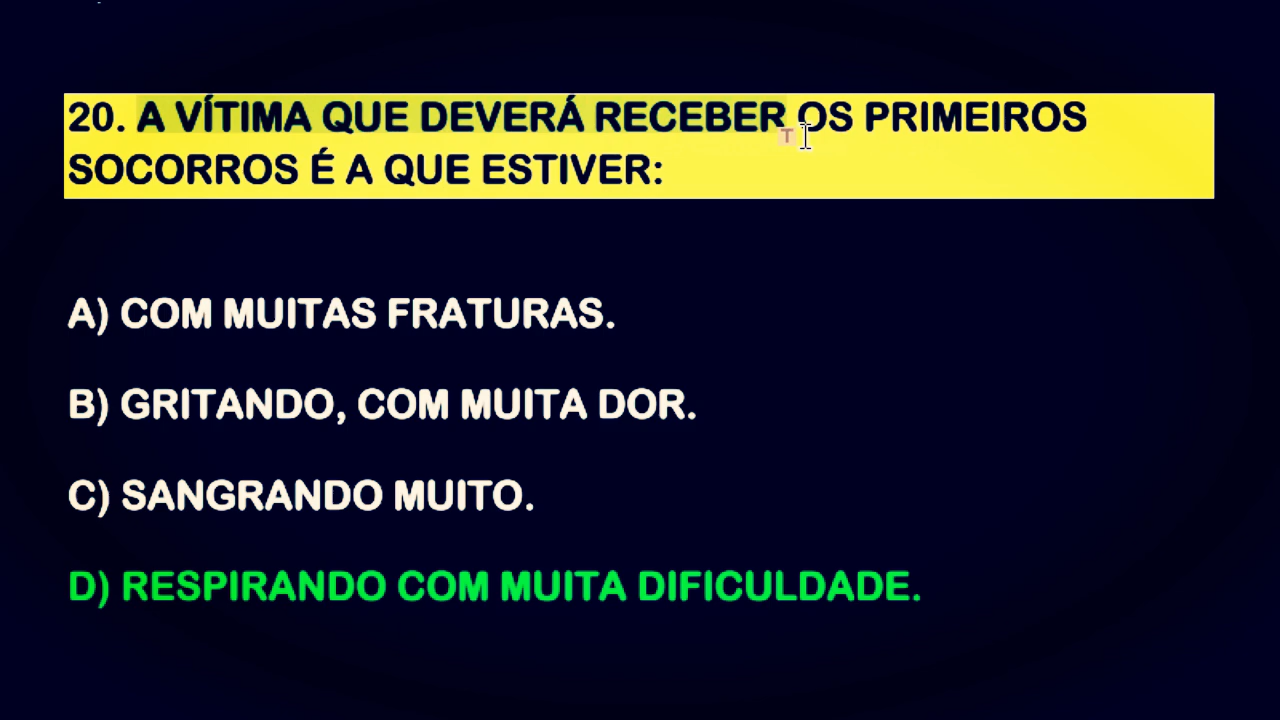 20. A VÍTIMA QUE DEVERÁ RECEBER OS PRIMEIROS
SOCORROS É A QUE ESTIVER:
A) COM MUITAS FRATURAS.
B) GRITANDO, COM MUITA DOR.
C) SANGRANDO MUITO.
D) RESPIRANDO COM MUITA DIFICULDADE.